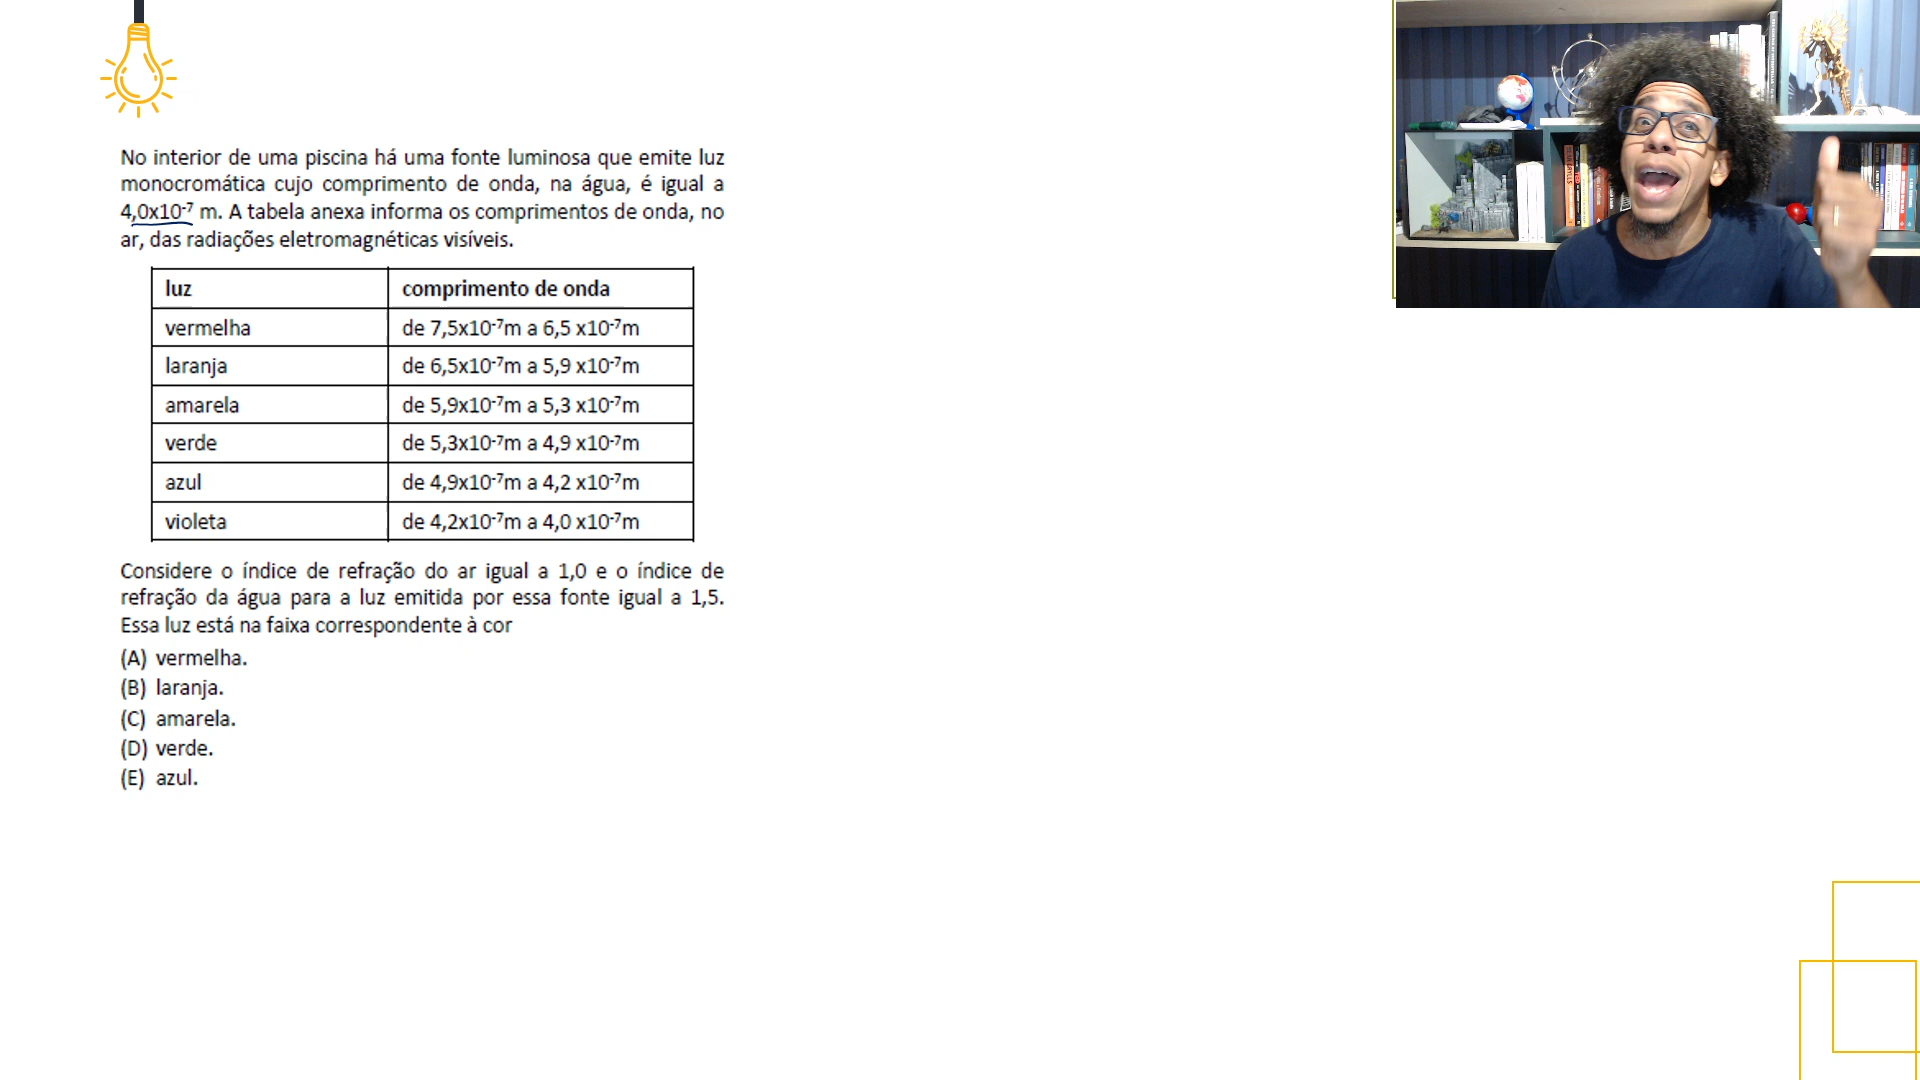 No interior de uma piscina há uma fonte luminosa que emite luz
monocromática cujo comprimento de onda, na água, é igual a
4,0x10⁻⁷ m. A tabela anexa informa os comprimentos de onda, no
ar, das radiações eletromagnéticas visíveis.
luz comprimento de onda
vermelha de 7,5x10⁻⁷m a 6,5 x10⁻⁷m
laranja de 6,5x10⁻⁷m a 5,9 x10⁻⁷m
amarela de 5,9x10⁻⁷m a 5,3 x10⁻⁷m
verde de 5,3x10⁻⁷m a 4,9 x10⁻⁷m
azul de 4,9x10⁻⁷m a 4,2 x10⁻⁷m
violeta de 4,2x10⁻⁷m a 4,0 x10⁻⁷m
Considere o índice de refração do ar igual a 1,0 e o índice de
refração da água para a luz emitida por essa fonte igual a 1,5.
Essa luz está na faixa correspondente à cor
(A) vermelha.
(B) laranja.
(C) amarela.
(D) verde.
(E) azul.